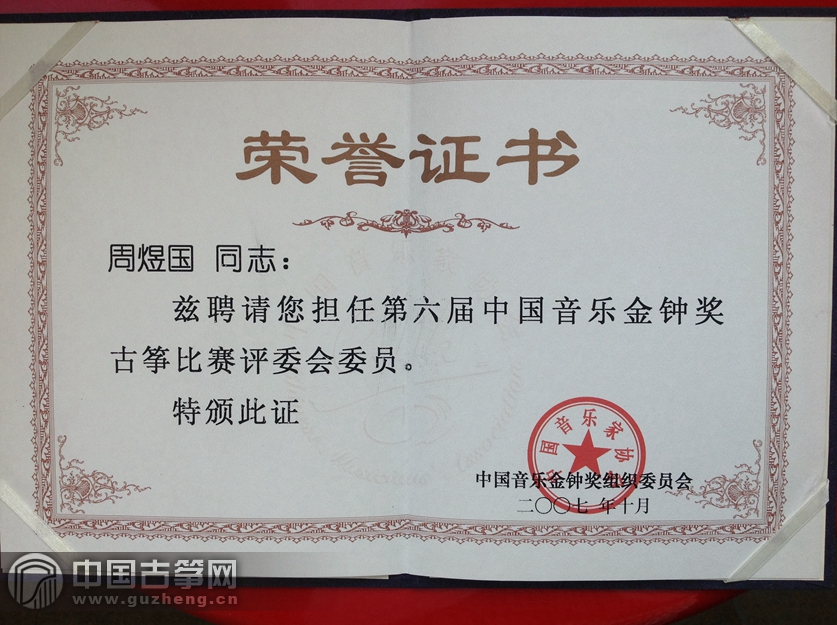 荣誉证书
周煜国 同志：
兹聘请您担任第六届中国音乐金钟奖
古筝比赛评委会委员。
特颁此证
中国音乐家协会
中国音乐金钟奖组织委员会
二〇〇七 年十月
中国古筝网
www.guzheng.cn